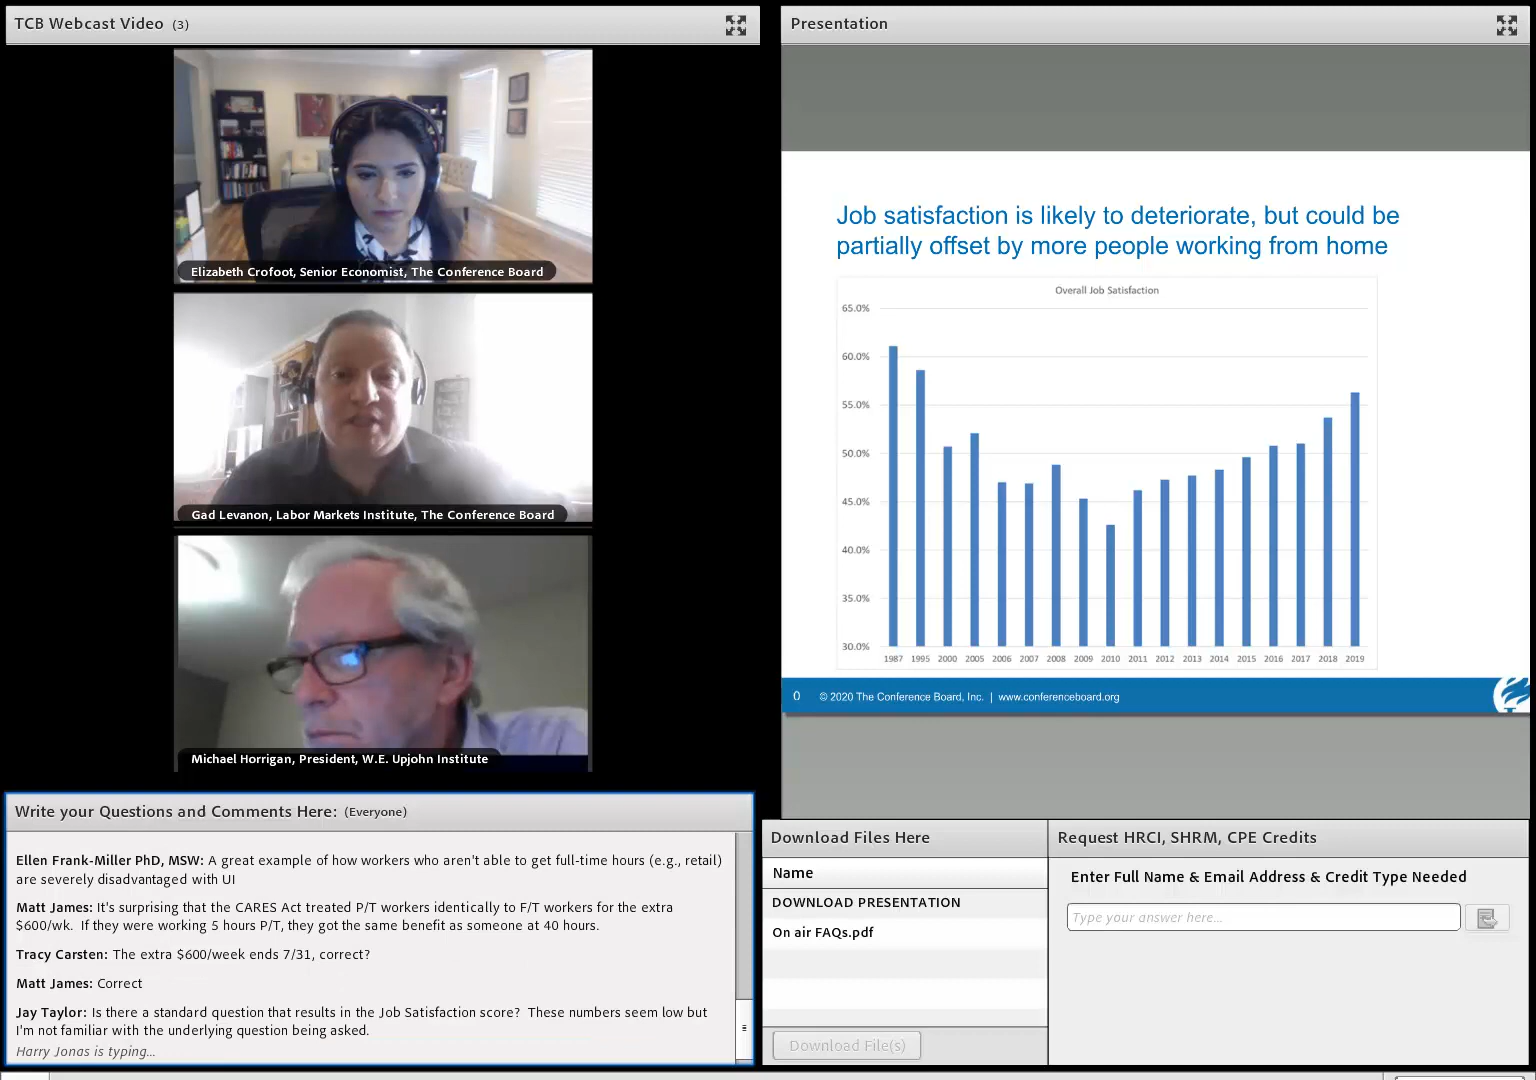 TCB Webcast Video (3)
Elizabeth Crofoot, Senior Economist, The Conference Board
Gad Levanon, Labor Markets Institute, The Conference Board
Michael Horrigan, President, W.E. Upjohn Institute
Write your Questions and Comments Here: (Everyone)
Ellen Frank-Miller PhD, MSW: A great example of how workers who aren't able to get full-time hours (e.g., retail)
are severely disadvantaged with UI
Matt James: It's surprising that the CARES Act treated P/T workers identically to F/T workers for the extra
$600/wk. If they were working 5 hours P/T, they got the same benefit as someone at 40 hours.
Tracy Carsten: The extra $600/week ends 7/31, correct?
Matt James: Correct
Jay Taylor: Is there a standard question that results in the Job Satisfaction score? These numbers seem low but
I'm not familiar with the underlying question being asked.
Harry Jonas is typing...
Presentation
Job satisfaction is likely to deteriorate, but could be
partially offset by more people working from home
Overall Job Satisfaction
65.0%
60.0%
55.0%
50.0%
45.0%
40.0%
35.0%
30.0%
1987 1995 2000 2005 2006 2007 2008 2009 2010 2011 2012 2013 2014 2015 2016 2017 2018 2019
0 © 2020 The Conference Board, Inc. | www.conferenceboard.org
Download Files Here
Name
DOWNLOAD PRESENTATION
On air FAQs.pdf
Download File(s)
Request HRCI, SHRM, CPE Credits
Enter Full Name & Email Address & Credit Type Needed
Type your answer here...